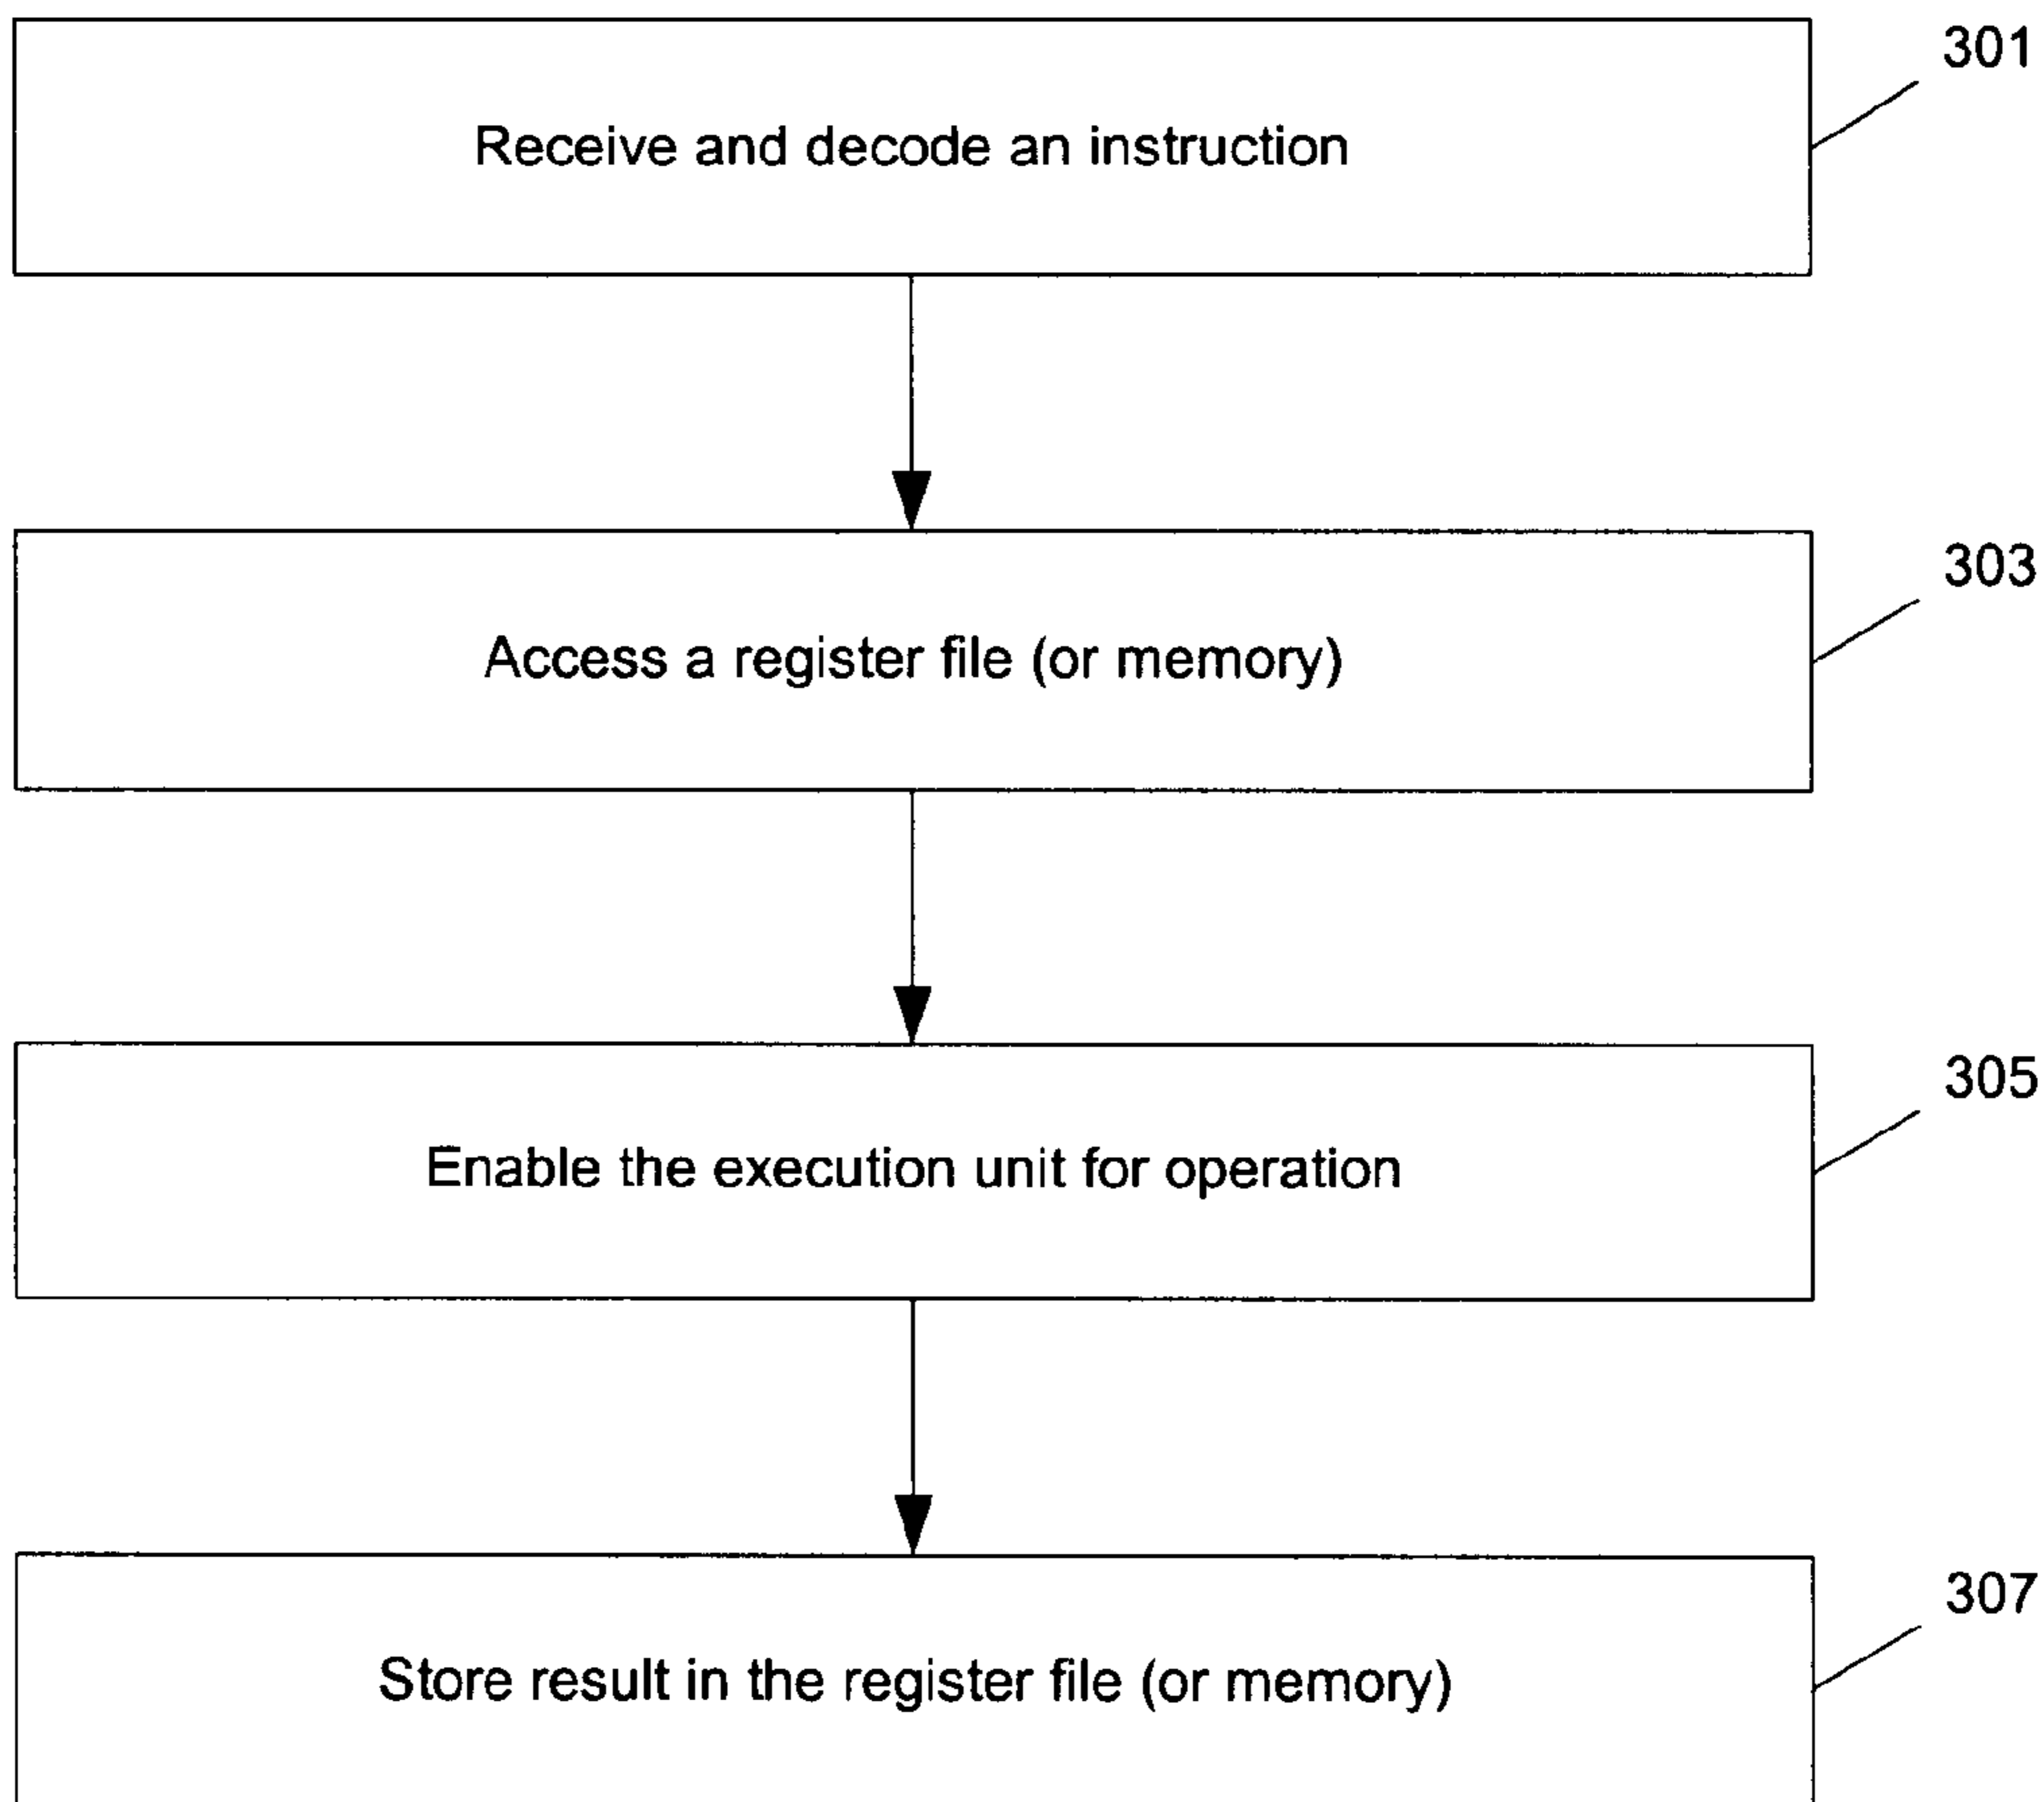 301
Receive and decode an instruction
303
Access a register file (or memory)
305
Enable the execution unit for operation
307
Store result in the register file (or memory)